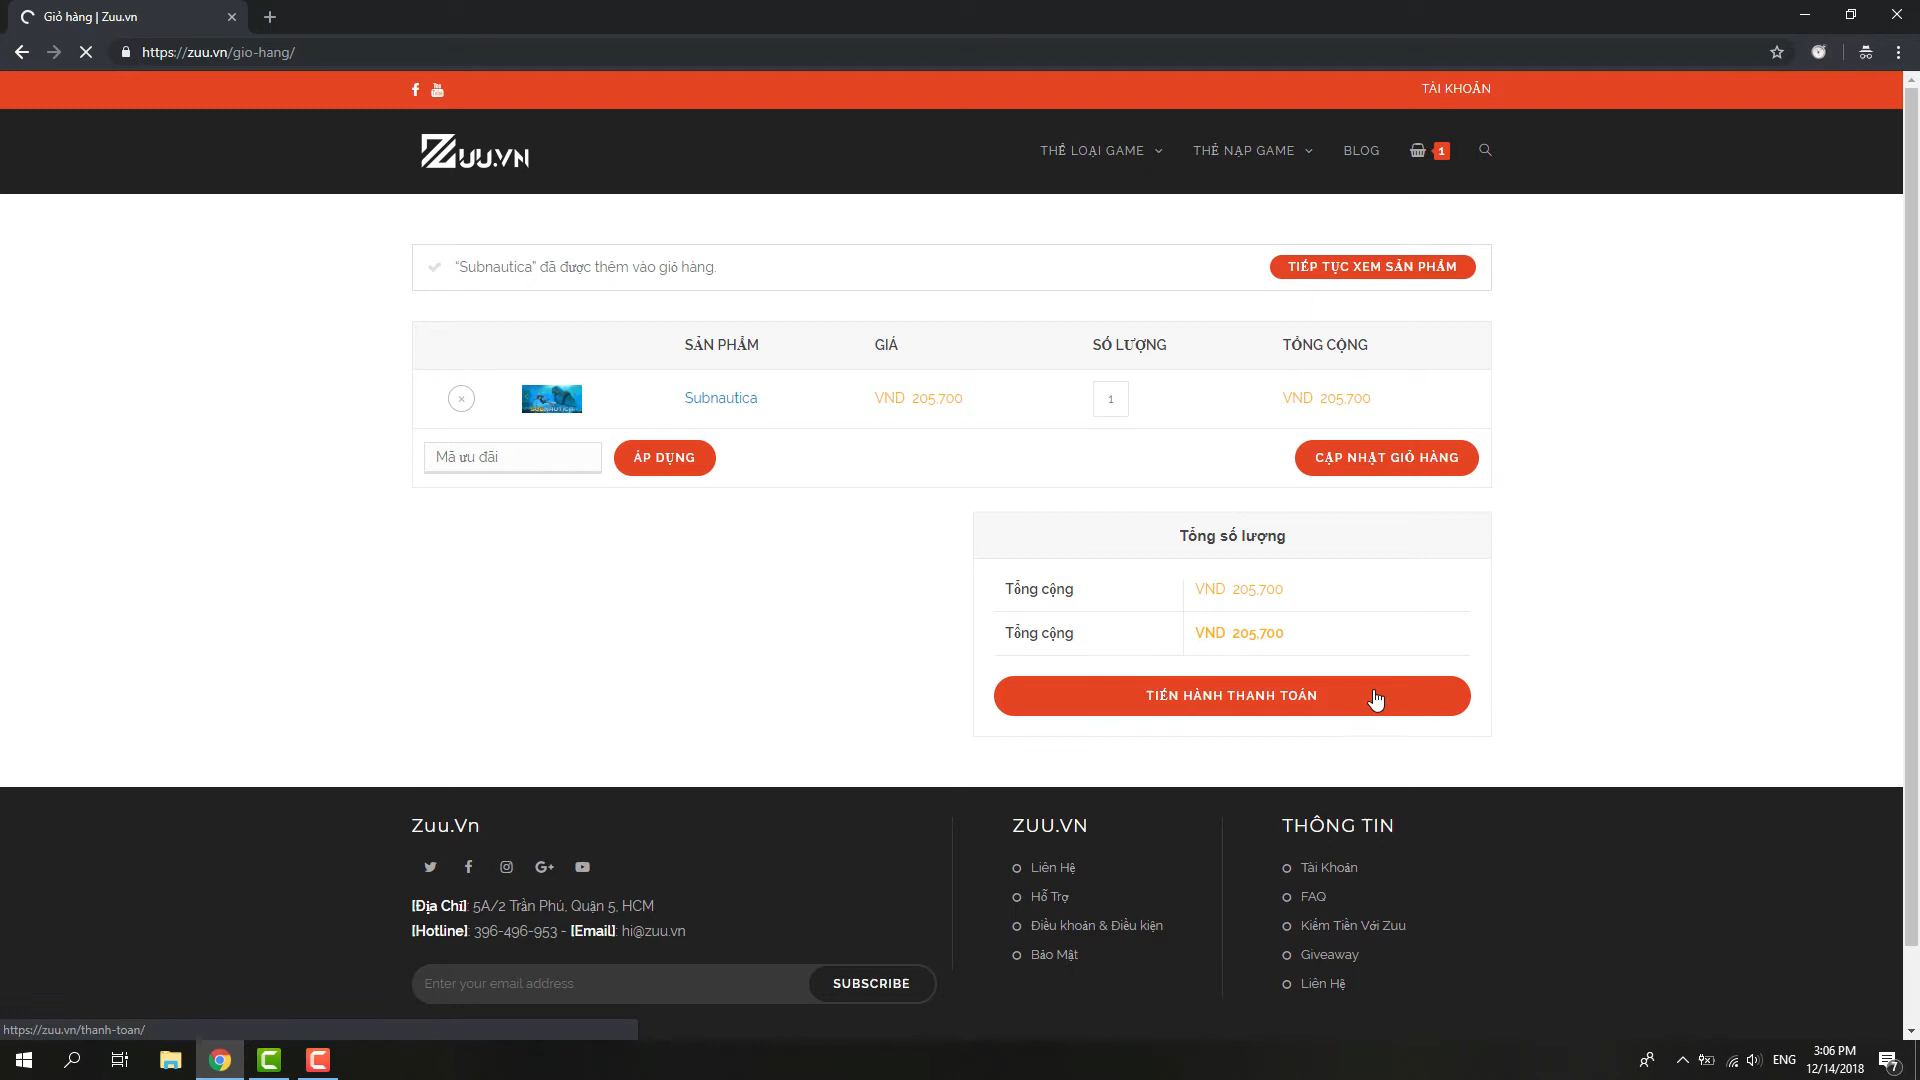 Giỏ hàng | Zuu.vn
https://zuu.vn/gio-hang/
TÀI KHOẢN
ZUU.VN
THỂ LOẠI GAME
THẺ NẠP GAME
BLOG
1
“Subnautica” đã được thêm vào giỏ hàng.
TIẾP TỤC XEM SẢN PHẨM
SẢN PHẨM GIÁ SỐ LƯỢNG TỔNG CỘNG
× SUBNAUTICA Subnautica VND 205,700 1 VND 205,700
Mã ưu đãi
ÁP DỤNG
CẬP NHẬT GIỎ HÀNG
Tổng số lượng
Tổng cộng VND 205,700
Tổng cộng VND 205,700
TIẾN HÀNH THANH TOÁN
Zuu.Vn
[Địa Chỉ]: 5A/2 Trần Phú, Quận 5, HCM
[Hotline]: 396-496-953 - [Email]: hi@zuu.vn
Enter your email address
SUBSCRIBE
ZUU.VN
Liên Hệ
Hỗ Trợ
Điều khoản & Điều kiện
Bảo Mật
THÔNG TIN
Tài Khoản
FAQ
Kiếm Tiền Với Zuu
Giveaway
Liên Hệ
https://zuu.vn/thanh-toan/
ENG
3:06 PM
12/14/2018
7